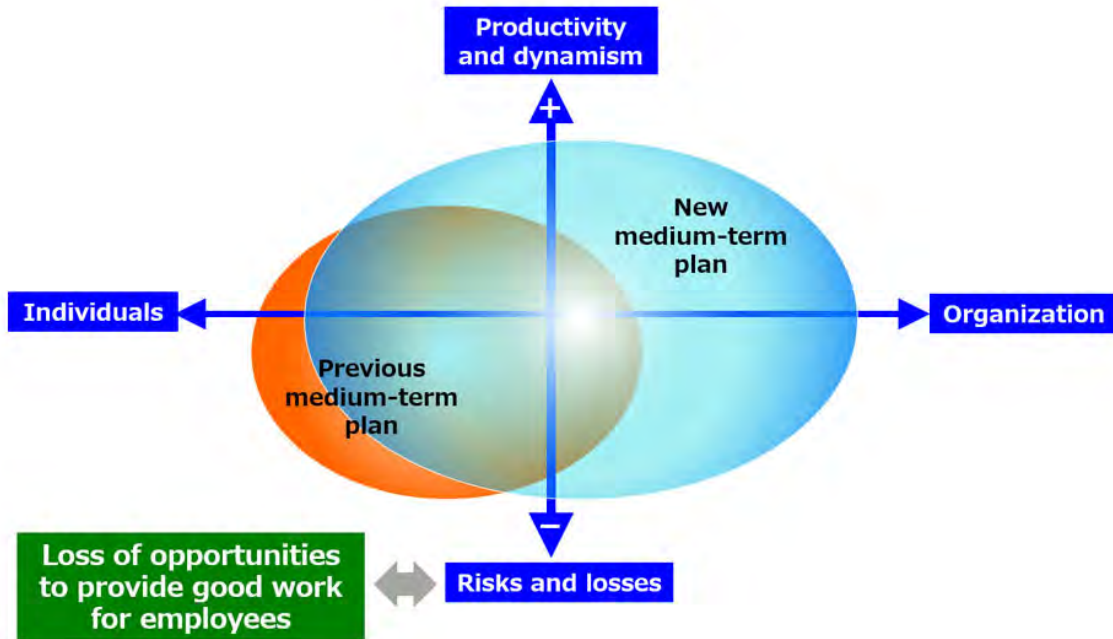 Productivity
and dynamism
+
New
medium-term
plan
Individuals
Organization
Previous
medium-term
plan
−
Loss of opportunities
to provide good work
for employees
Risks and losses